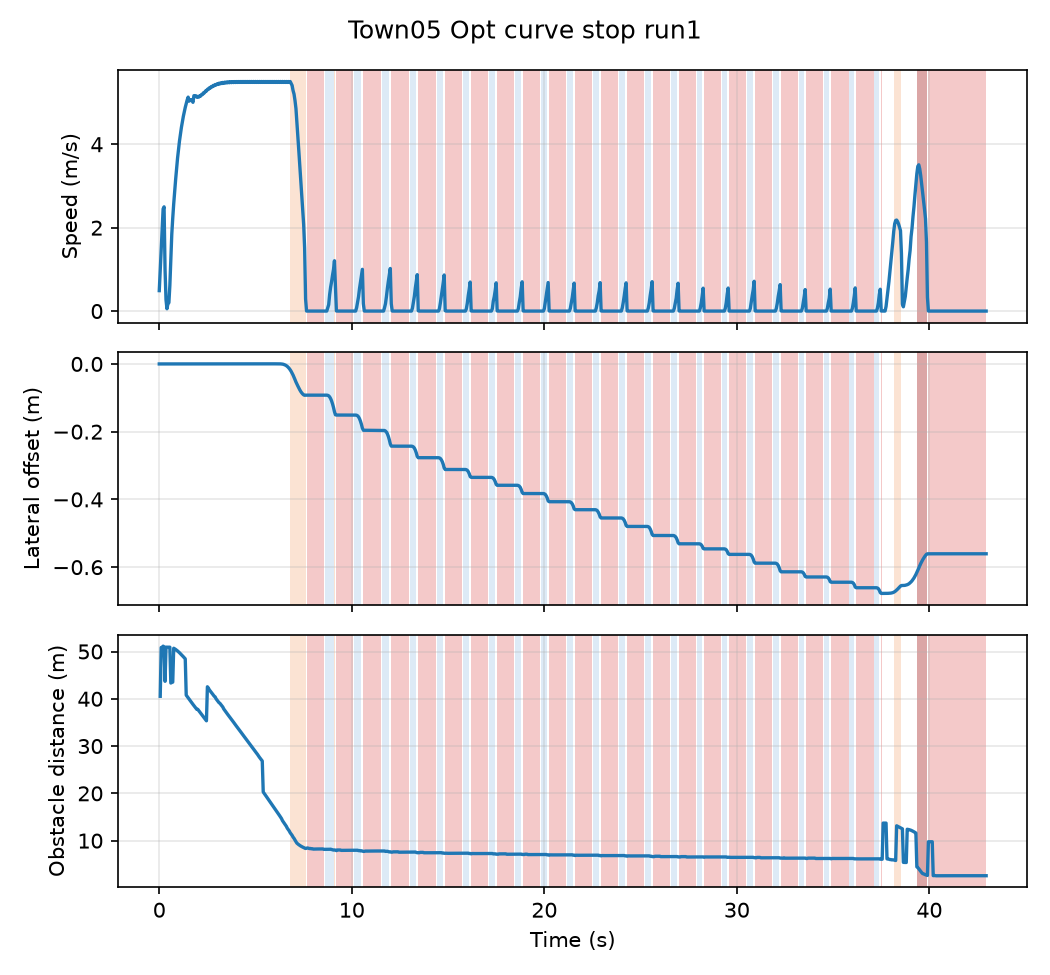 Town05 Opt curve stop run1
Speed (m/s)
4
2
0
Lateral offset (m)
0.0
−0.2
−0.4
−0.6
Obstacle distance (m)
50
40
30
20
10
0 10 20 30 40
Time (s)